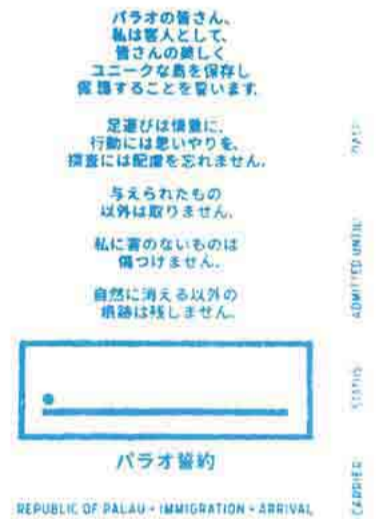 パラオの皆さん、
私は客人として、
皆さんの美しく
ユニークな島を保存し
保護することを誓います。
足運びは慎重に、
行動には思いやりを、
探査には配慮を忘れません。
与えられたもの
以外は取りません。
私に害のないものは
傷つけません。
自然に消える以外の
痕跡は残しません。
パラオ誓約
REPUBLIC OF PALAU • IMMIGRATION • ARRIVAL
DATE:
ADMITTED UNTIL:
STATUS:
CARRIER: